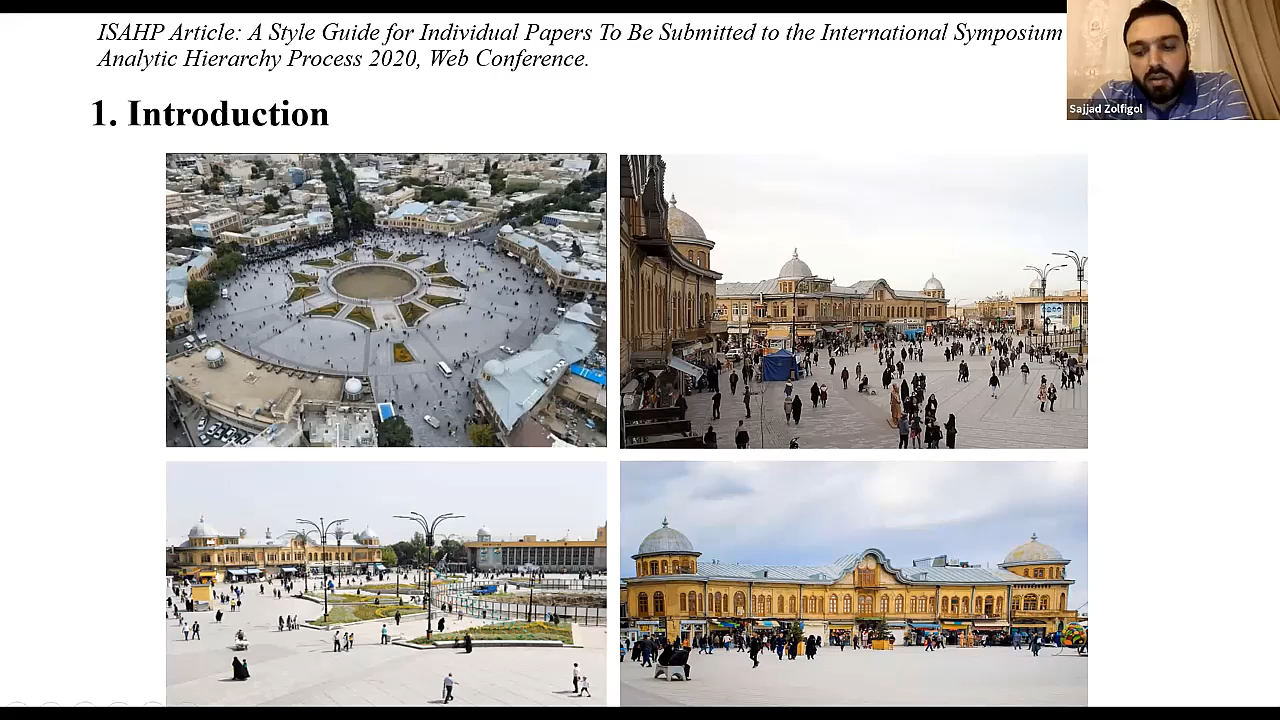 ISAHP Article: A Style Guide for Individual Papers To Be Submitted to the International Symposium
Analytic Hierarchy Process 2020, Web Conference.
Sajjad Zolfigol
1. Introduction